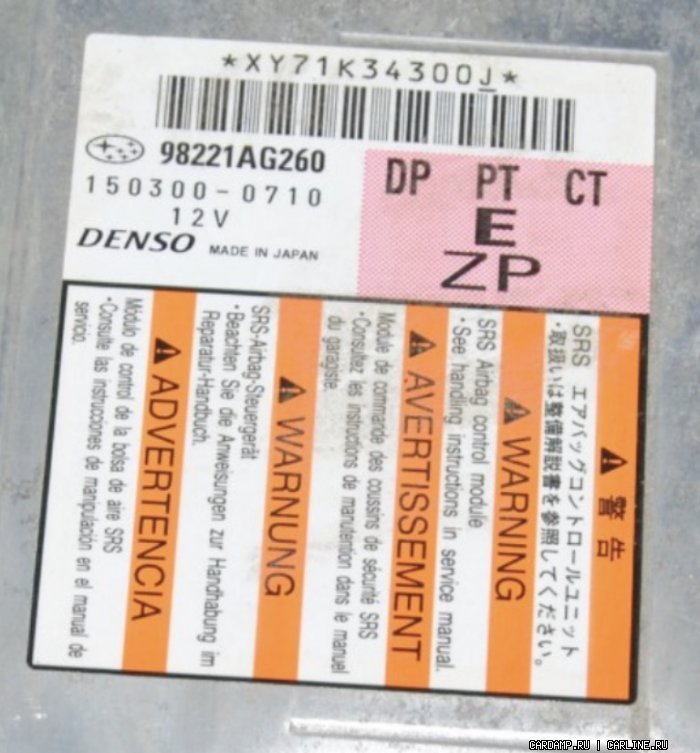 *XY71K34300J*
98221AG260
150300-0710
12V
DENSO MADE IN JAPAN
DP PT CT
E
ZP
警告
SRS エアバッグコントロールユニット
・取扱いは整備解説書を参照してください。
WARNING
SRS Airbag control module
・See handling instructions in service manual.
AVERTISSEMENT
Module de commande des coussins de sécurité SRS
・Consultez les instructions de manutention dans le manuel
du garagiste.
WARNUNG
SRS-Airbag-Steuergerät
・Beachten Sie die Anweisungen zur Handhabung im
Reparatur-Handbuch.
ADVERTENCIA
Módulo de control de la bolsa de aire SRS
・Consulte las instrucciones de manipulación en el manual de
servicio.
CARDAMP.RU | CARLINE.RU